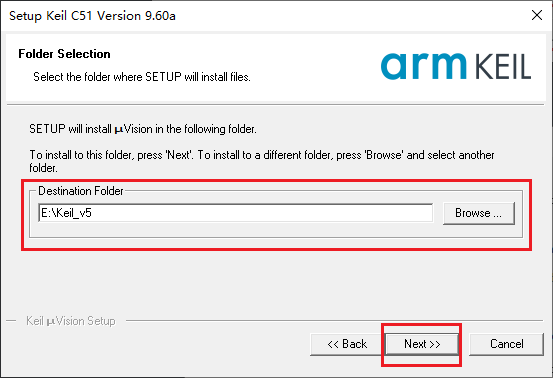 Setup Keil C51 Version 9.60a
Folder Selection
Select the folder where SETUP will install files.
arm KEIL
SETUP will install µVision in the following folder.
To install to this folder, press 'Next'. To install to a different folder, press 'Browse' and select another
folder.
Destination Folder
E:\Keil_v5
Browse ...
Keil µVision Setup
<< Back
Next >>
Cancel